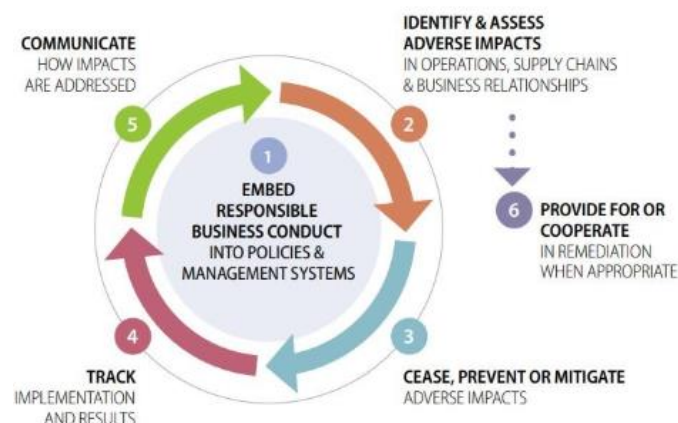 COMMUNICATE
HOW IMPACTS
ARE ADDRESSED
5
IDENTIFY & ASSESS
ADVERSE IMPACTS
IN OPERATIONS, SUPPLY CHAINS
& BUSINESS RELATIONSHIPS
2
1
EMBED
RESPONSIBLE
BUSINESS CONDUCT
INTO POLICIES &
MANAGEMENT SYSTEMS
6
PROVIDE FOR OR
COOPERATE
IN REMEDIATION
WHEN APPROPRIATE
4
TRACK
IMPLEMENTATION
AND RESULTS
3
CEASE, PREVENT OR MITIGATE
ADVERSE IMPACTS